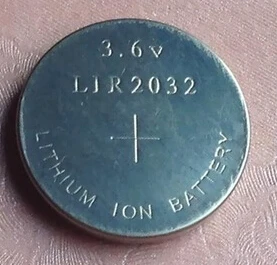 3.6v
LIR2032
+
LITHIUM ION BATTERY